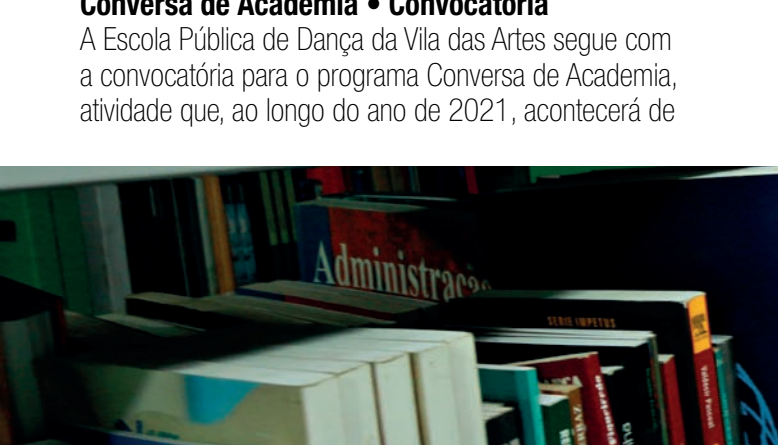 Conversa de Academia • Convocatória
A Escola Pública de Dança da Vila das Artes segue com
a convocatória para o programa Conversa de Academia,
atividade que, ao longo do ano de 2021, acontecerá de
Administração
SERIE IMPETUS